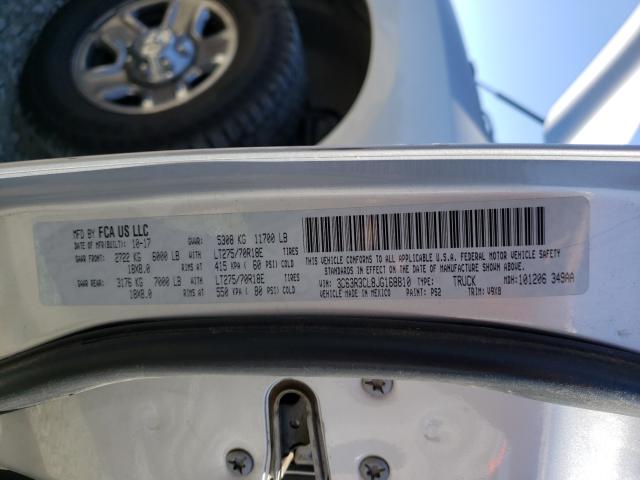 MFD BY FCA US LLC
DATE OF MFR(BUILT): 10-17
GVWR: 5308 KG 11700 LB
GAWR FRONT: 2722 KG 6000 LB WITH LT275/70R18E TIRES
18X8.0 RIMS AT 415 KPA ( 60 PSI) COLD
GAWR REAR: 3176 KG 7000 LB WITH LT275/70R18E TIRES
18X8.0 RIMS AT 550 KPA ( 80 PSI) COLD
THIS VEHICLE CONFORMS TO ALL APPLICABLE U.S.A. FEDERAL MOTOR VEHICLE SAFETY
STANDARDS IN EFFECT ON THE DATE OF MANUFACTURE SHOWN ABOVE
VIN: 3C63R3CL8JG168810 TYPE: TRUCK MDH:101206 349AA
VEHICLE MADE IN MEXICO PAINT: PS2 TRIM: V9X8